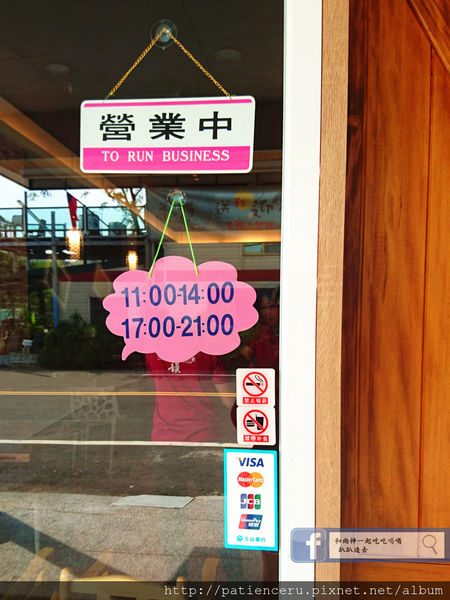 營業中
TO RUN BUSINESS
11:00-14:00
17:00-21:00
禁止吸菸
禁帶外食
VISA
MasterCard
JCB
UnionPay
和雨神一起吃吃喝喝
趴趴造去
http://patienceru.pixnet.net/album